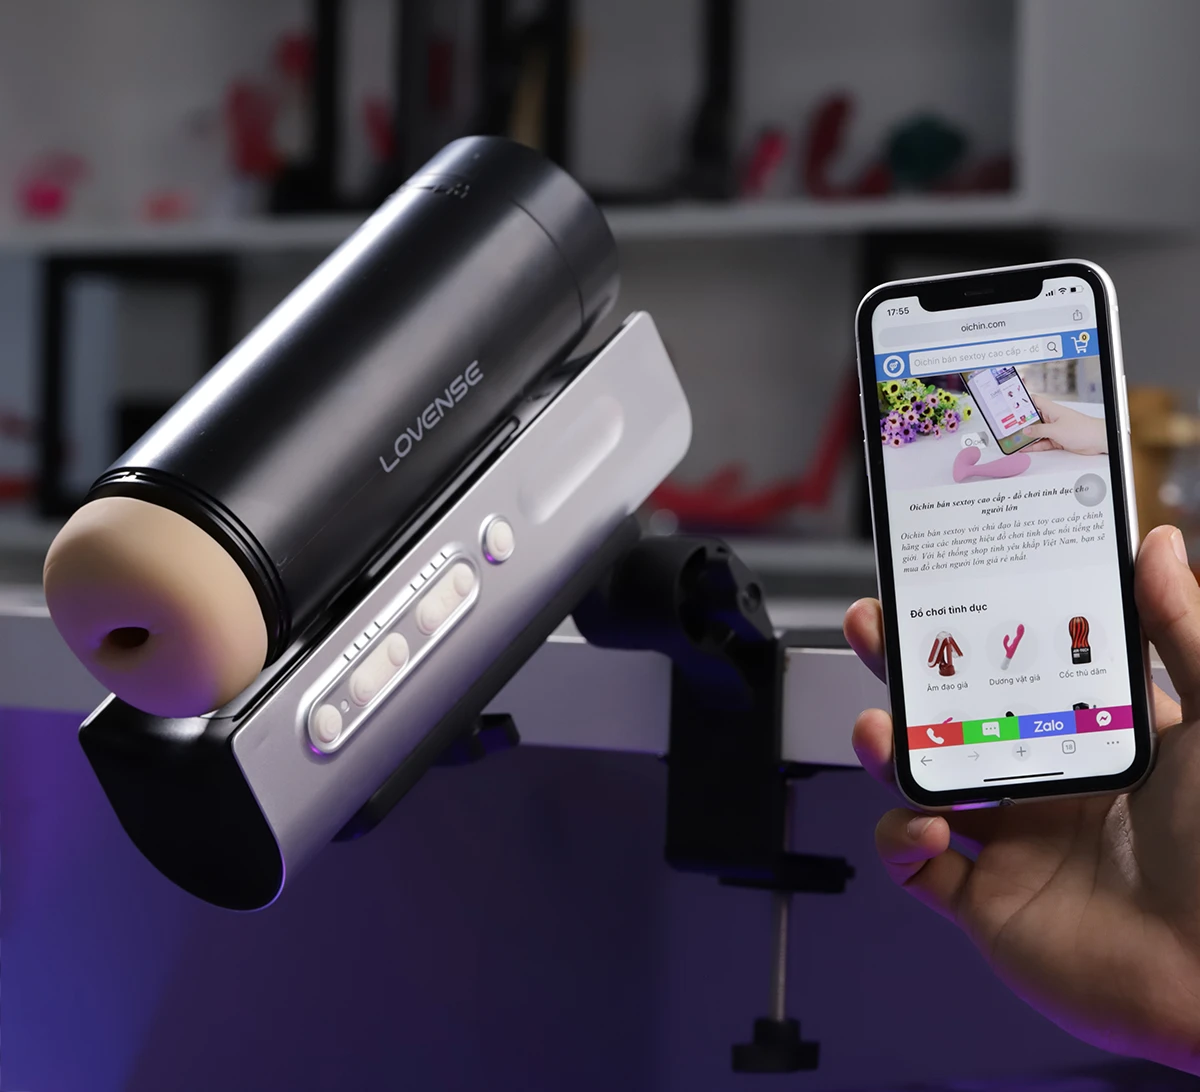 LOVENSE
17:55
oichin.com
0
Oichin bán sextoy cao cấp - đồ
Oichin bán sextoy cao cấp - đồ chơi tình dục cho
người lớn
Oichin bán sextoy với chủ đạo là sex toy cao cấp chính
hãng của các thương hiệu đồ chơi tình dục nổi tiếng thế
giới. Với hệ thống shop tình yêu khắp Việt Nam, bạn sẽ
mua đồ chơi người lớn giá rẻ nhất
Đồ chơi tình dục
Âm đạo giả
Dương vật giả
Cốc thủ dâm
Zalo
18